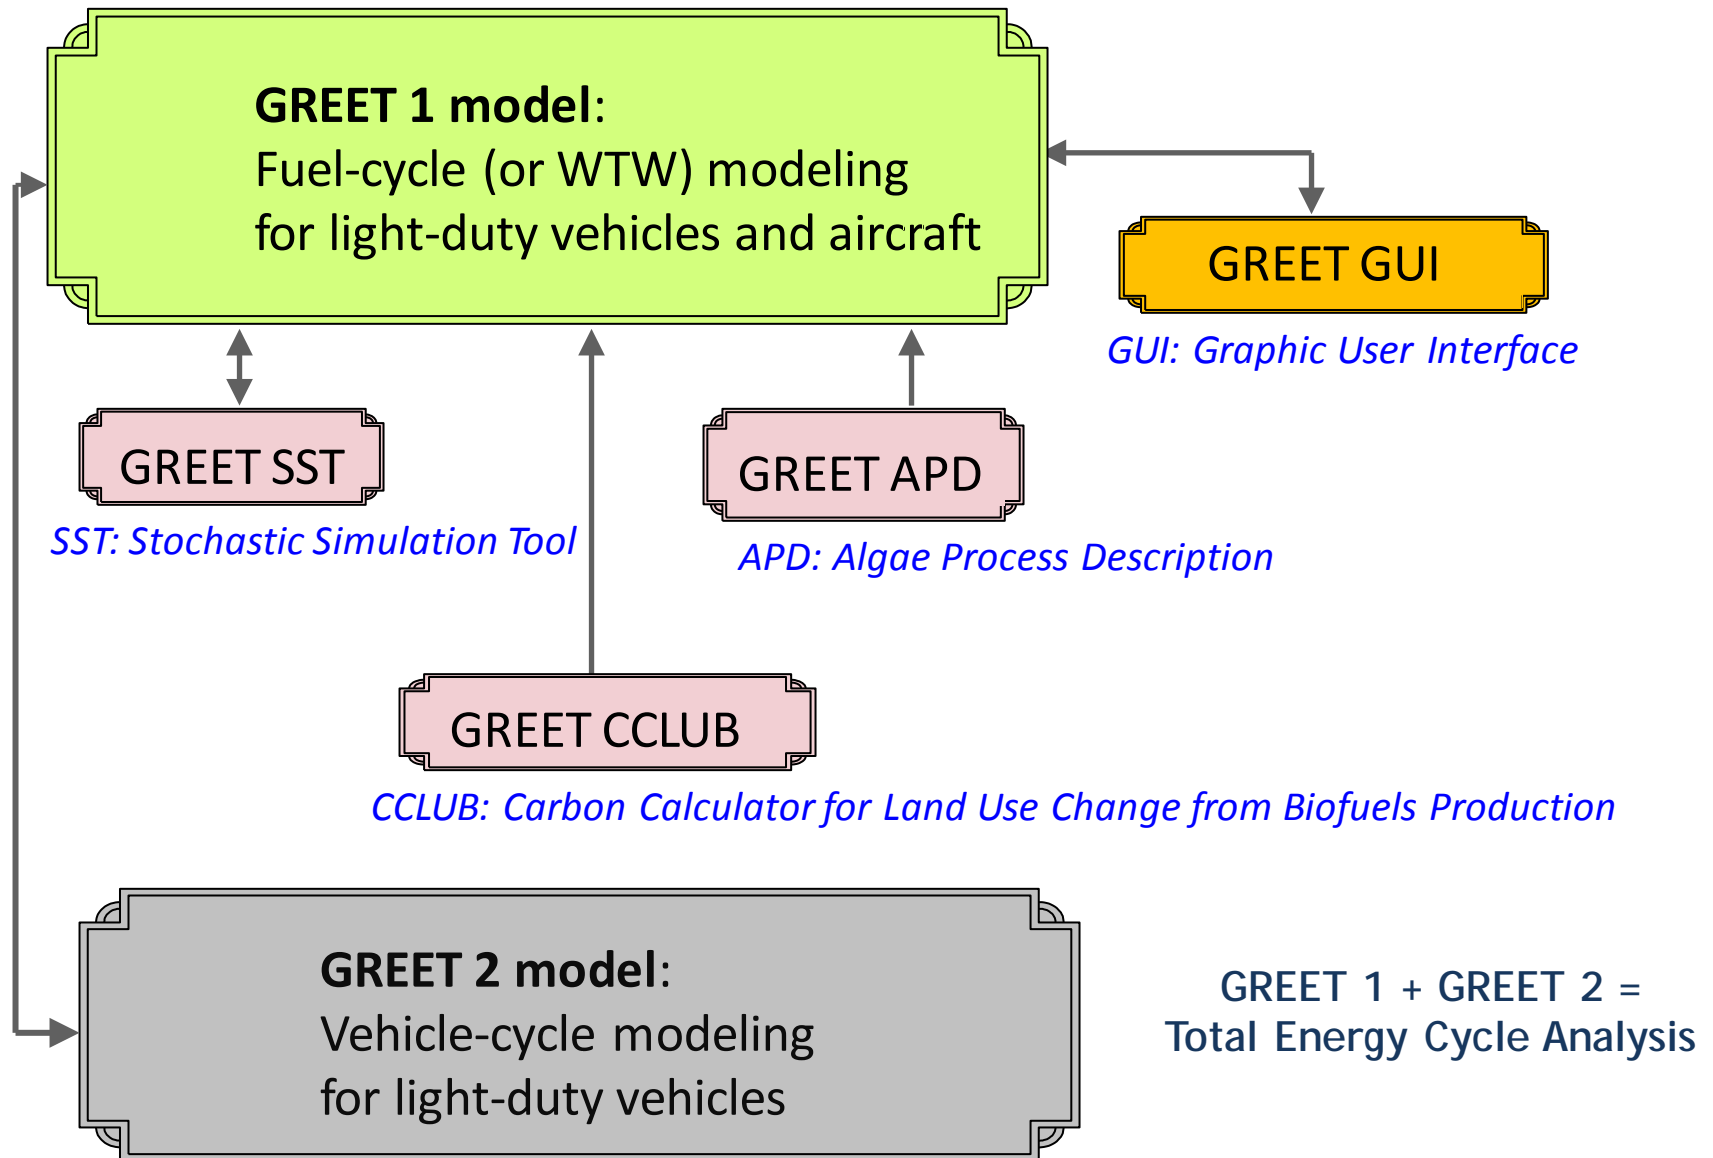 GREET 1 model:
Fuel-cycle (or WTW) modeling
for light-duty vehicles and aircraft
GREET GUI
GUI: Graphic User Interface
GREET SST
SST: Stochastic Simulation Tool
GREET APD
APD: Algae Process Description
GREET CCLUB
CCLUB: Carbon Calculator for Land Use Change from Biofuels Production
GREET 2 model:
Vehicle-cycle modeling
for light-duty vehicles
GREET 1 + GREET 2 =
Total Energy Cycle Analysis